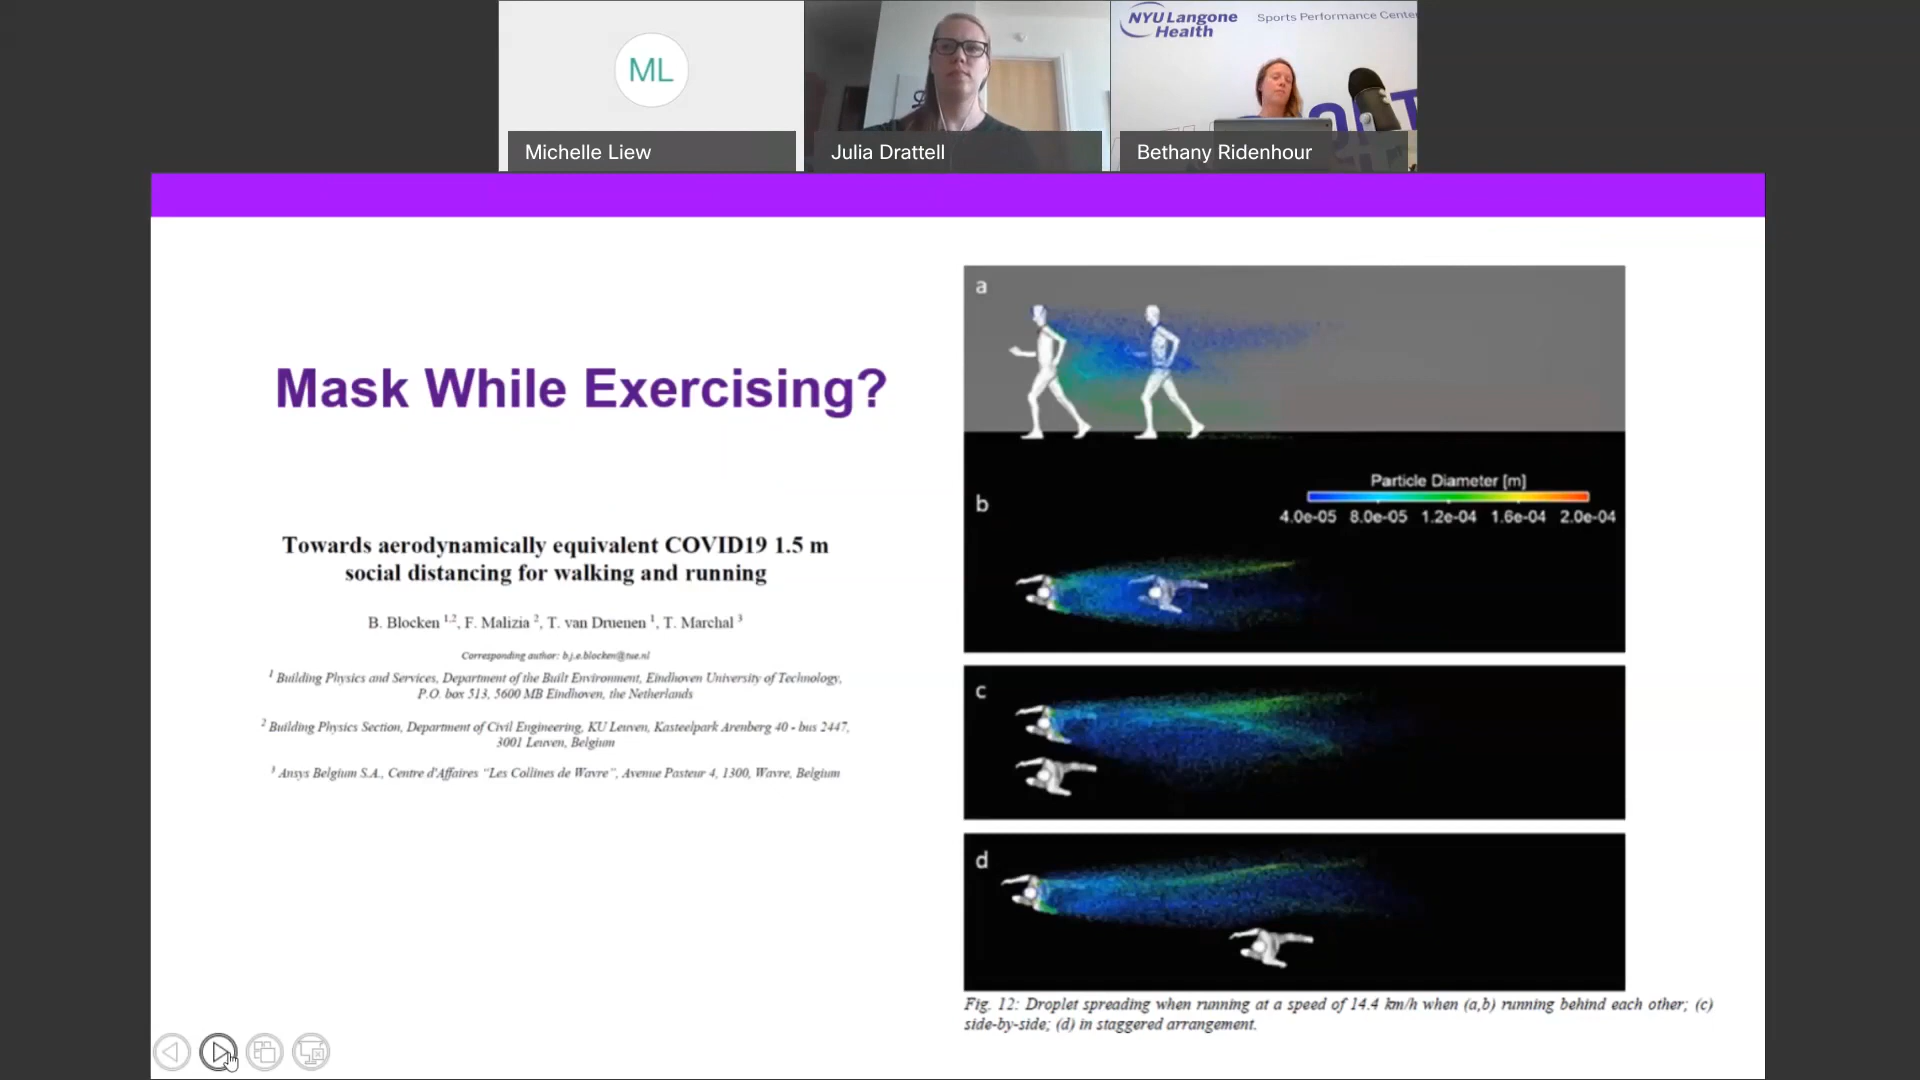 NYU Langone
Health
Sports Performance Center
ML
Michelle Liew
Julia Drattell
Bethany Ridenhour
Mask While Exercising?
Towards aerodynamically equivalent COVID19 1.5 m
social distancing for walking and running
B. Blocken 1,2, F. Malizia 2, T. van Druenen 1, T. Marchal 3
Corresponding author: b.j.e.blocken@tue.nl
1 Building Physics and Services, Department of the Built Environment, Eindhoven University of Technology,
P.O. box 513, 5600 MB Eindhoven, the Netherlands
2 Building Physics Section, Department of Civil Engineering, KU Leuven, Kasteelpark Arenberg 40 - bus 2447,
3001 Leuven, Belgium
3 Ansys Belgium S.A., Centre d'Affaires "Les Collines de Wavre", Avenue Pasteur 4, 1300, Wavre, Belgium
a
b
Particle Diameter [m]
4.0e-05 8.0e-05 1.2e-04 1.6e-04 2.0e-04
c
d
Fig. 12: Droplet spreading when running at a speed of 14.4 km/h when (a,b) running behind each other; (c)
side-by-side; (d) in staggered arrangement.